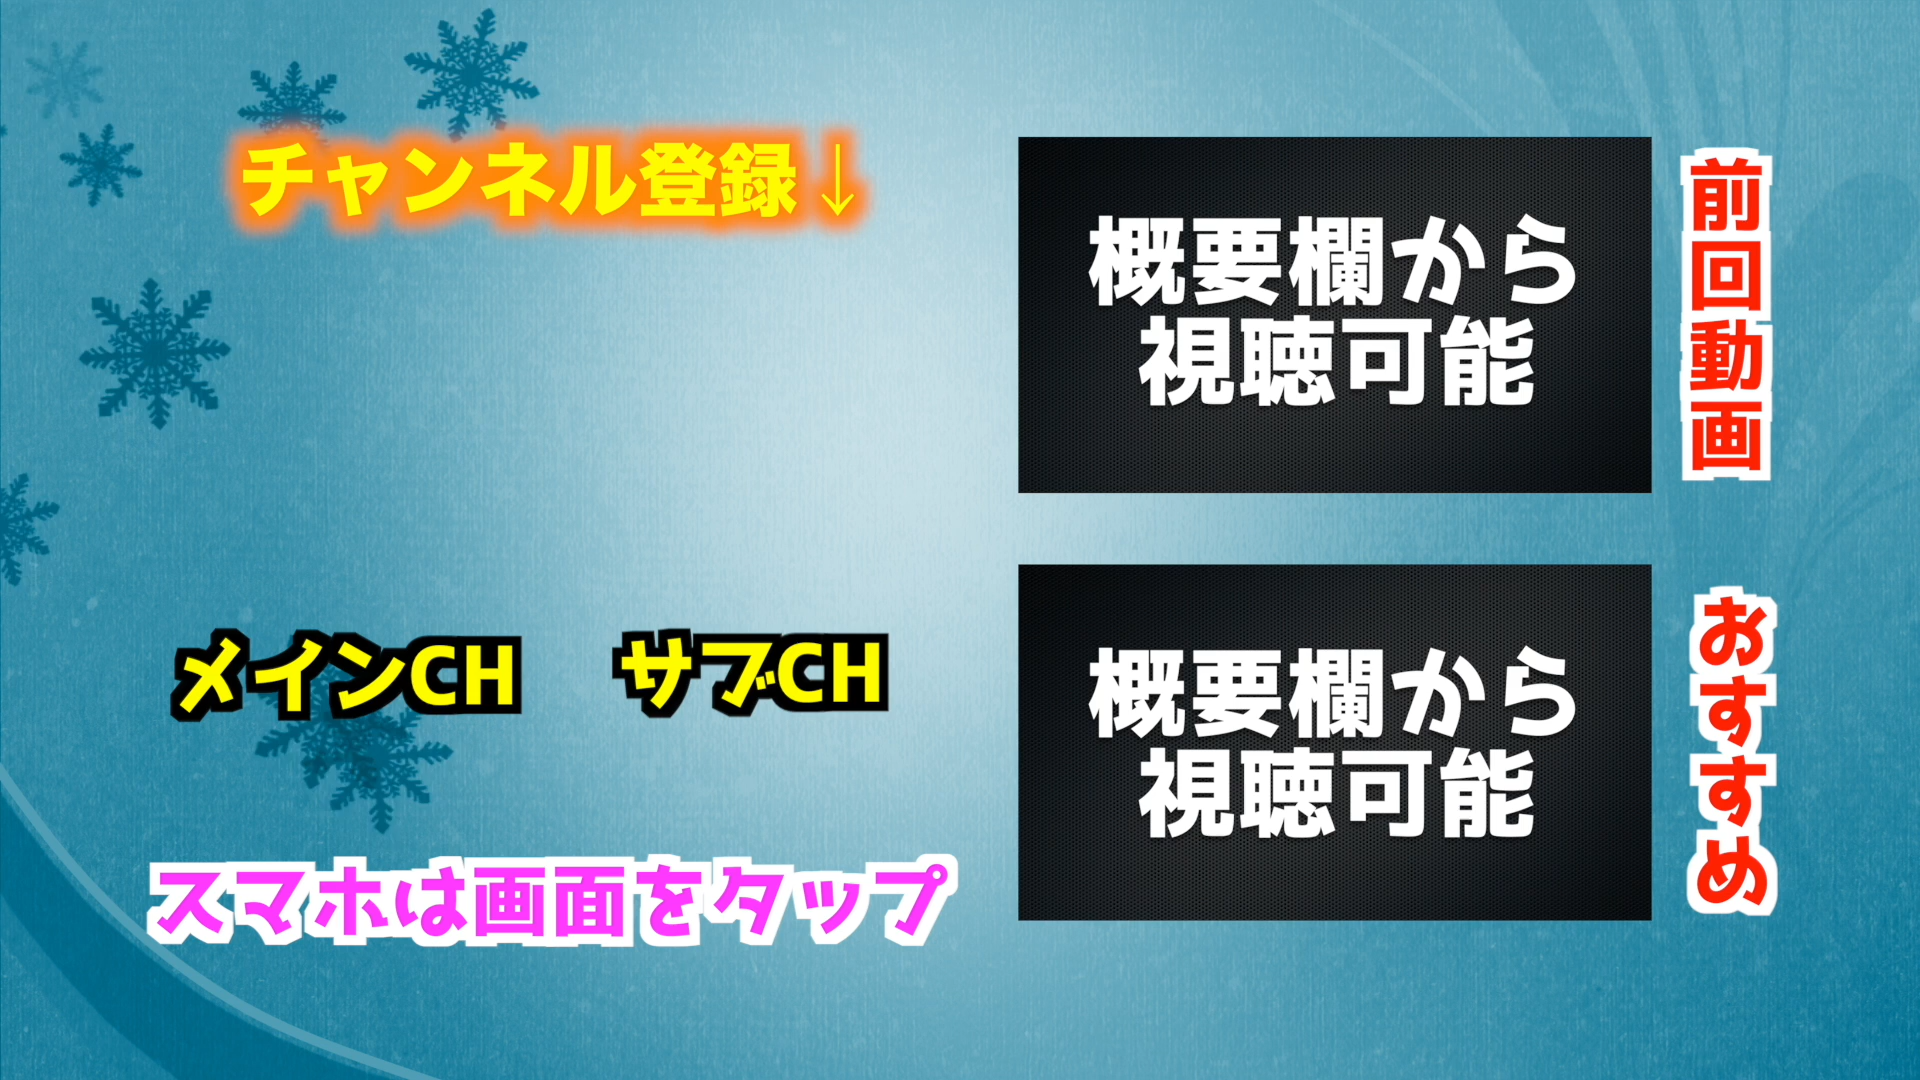 チャンネル登録↓
概要欄から
視聴可能
前回動画
メインCH
サブCH
概要欄から
視聴可能
おすすめ
スマホは画面をタップ